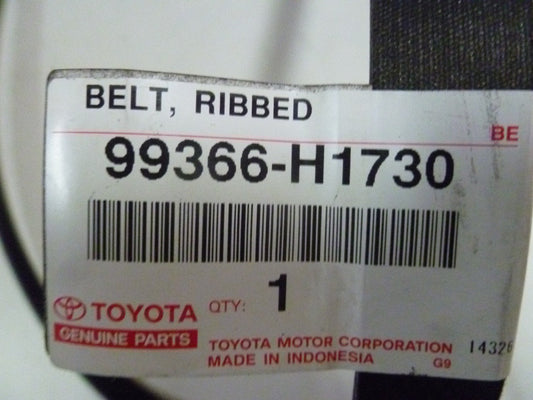 BELT, RIBBED
BE
99366-H1730
TOYOTA QTY: 1
GENUINE PARTS
TOYOTA MOTOR CORPORATION
MADE IN INDONESIA G9